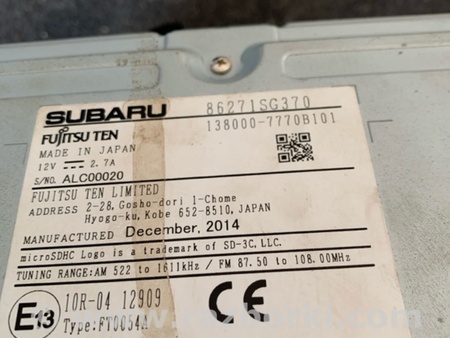 SUBARU 86271SG370
FUJITSU TEN 138000-7770B101
MADE IN JAPAN
12V 2.7A
S/NO. ALC00020
FUJITSU TEN LIMITED
ADDRESS 2-28, Gosho-dori 1-Chome
Hyogo-ku, Kobe 652-8510, JAPAN
MANUFACTURED December, 2014
microSDHC Logo is a trademark of SD-3C, LLC.
TUNING RANGE:AM 522 to 1611kHz / FM 87.50 to 108.00MHz
E13 10R-04 12909 CE
Type:FT0054A